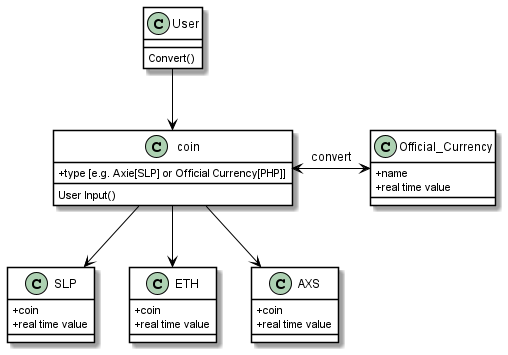 C User
Convert()
C coin
+type [e.g. Axie[SLP] or Official Currency[PHP]]
User Input()
convert
C Official_Currency
+name
+real time value
C SLP
+coin
+real time value
C ETH
+coin
+real time value
C AXS
+coin
+real time value